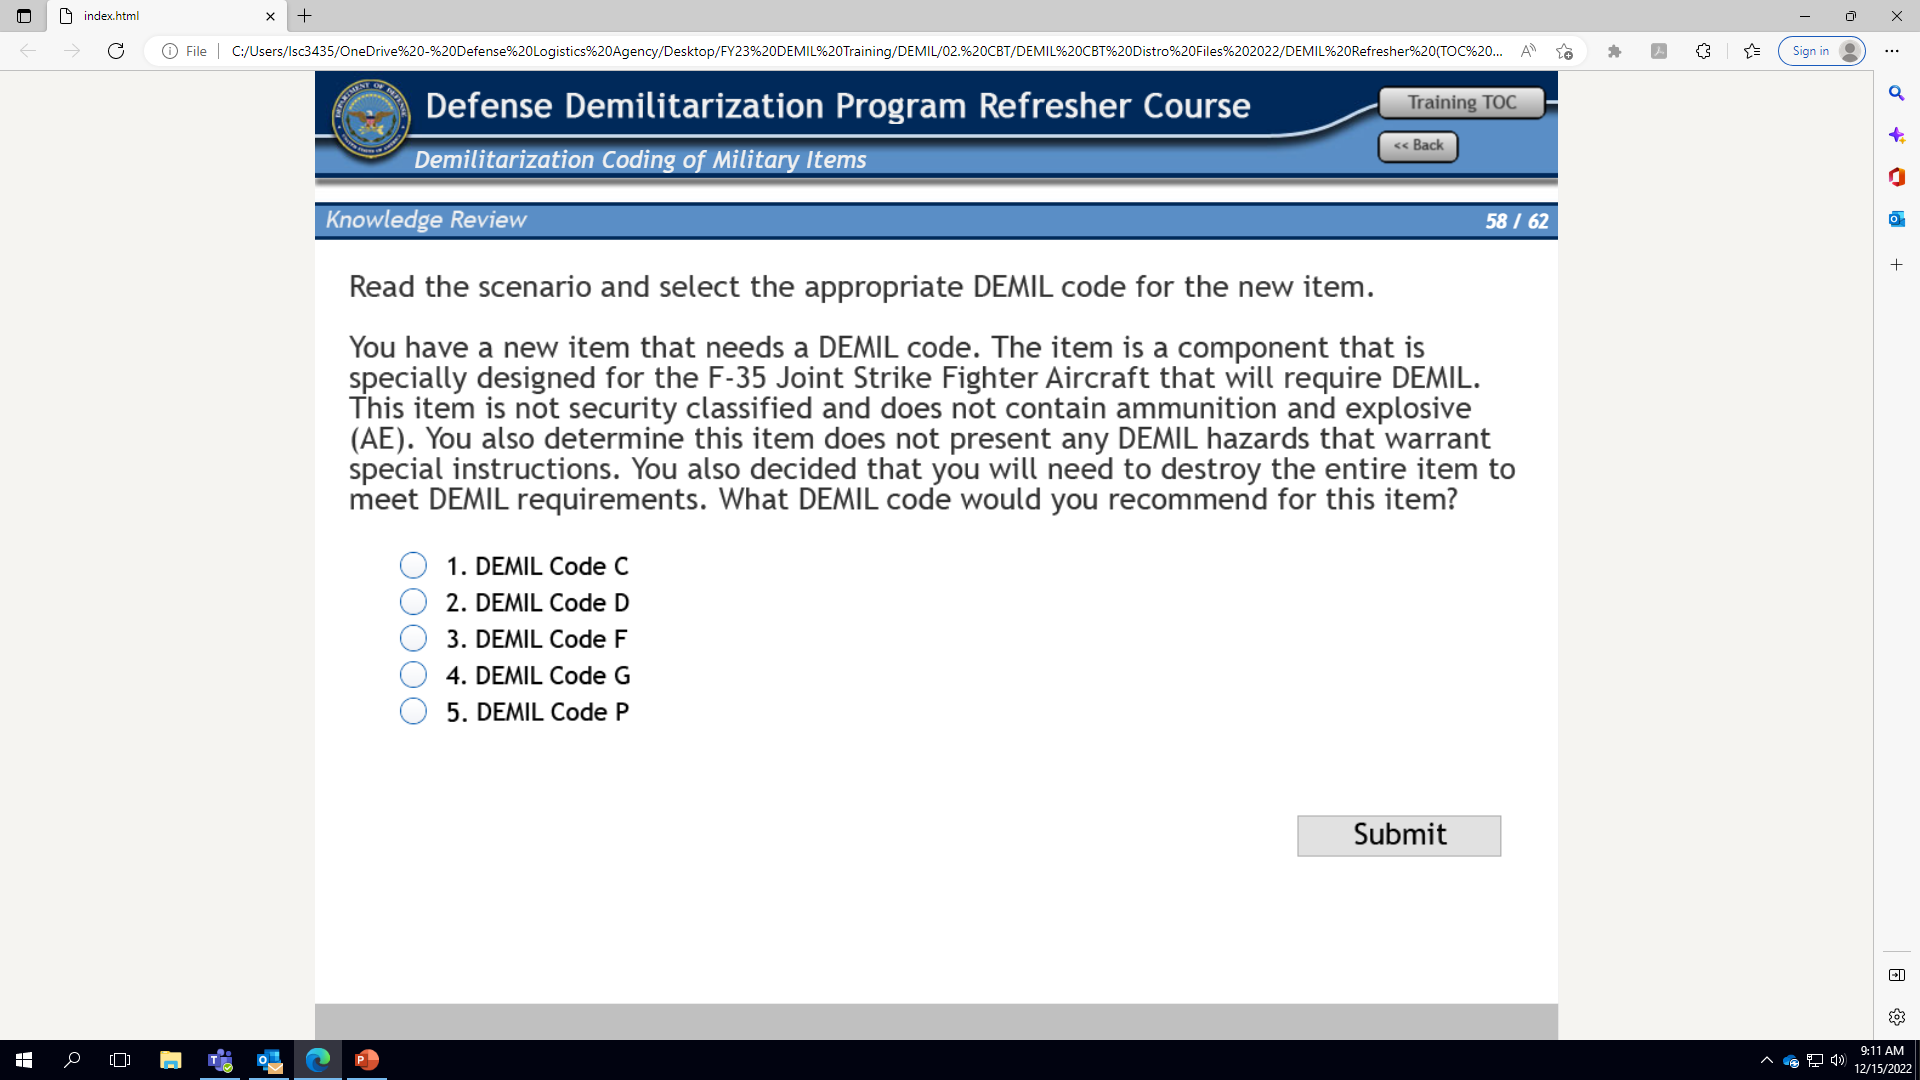 index.html
File
C:/Users/lsc3435/OneDrive%20-%20Defense%20Logistics%20Agency/Desktop/FY23%20DEMIL%20Training/DEMIL/02.%20CBT/DEMIL%20CBT%20Distro%20Files%202022/DEMIL%20Refresher%20(TOC%20...
Sign in
Defense Demilitarization Program Refresher Course
Training TOC
<< Back
Demilitarization Coding of Military Items
Knowledge Review
58 / 62
Read the scenario and select the appropriate DEMIL code for the new item.
You have a new item that needs a DEMIL code. The item is a component that is
specially designed for the F-35 Joint Strike Fighter Aircraft that will require DEMIL.
This item is not security classified and does not contain ammunition and explosive
(AE). You also determine this item does not present any DEMIL hazards that warrant
special instructions. You also decided that you will need to destroy the entire item to
meet DEMIL requirements. What DEMIL code would you recommend for this item?
1. DEMIL Code C
2. DEMIL Code D
3. DEMIL Code F
4. DEMIL Code G
5. DEMIL Code P
Submit
9:11 AM
12/15/2022